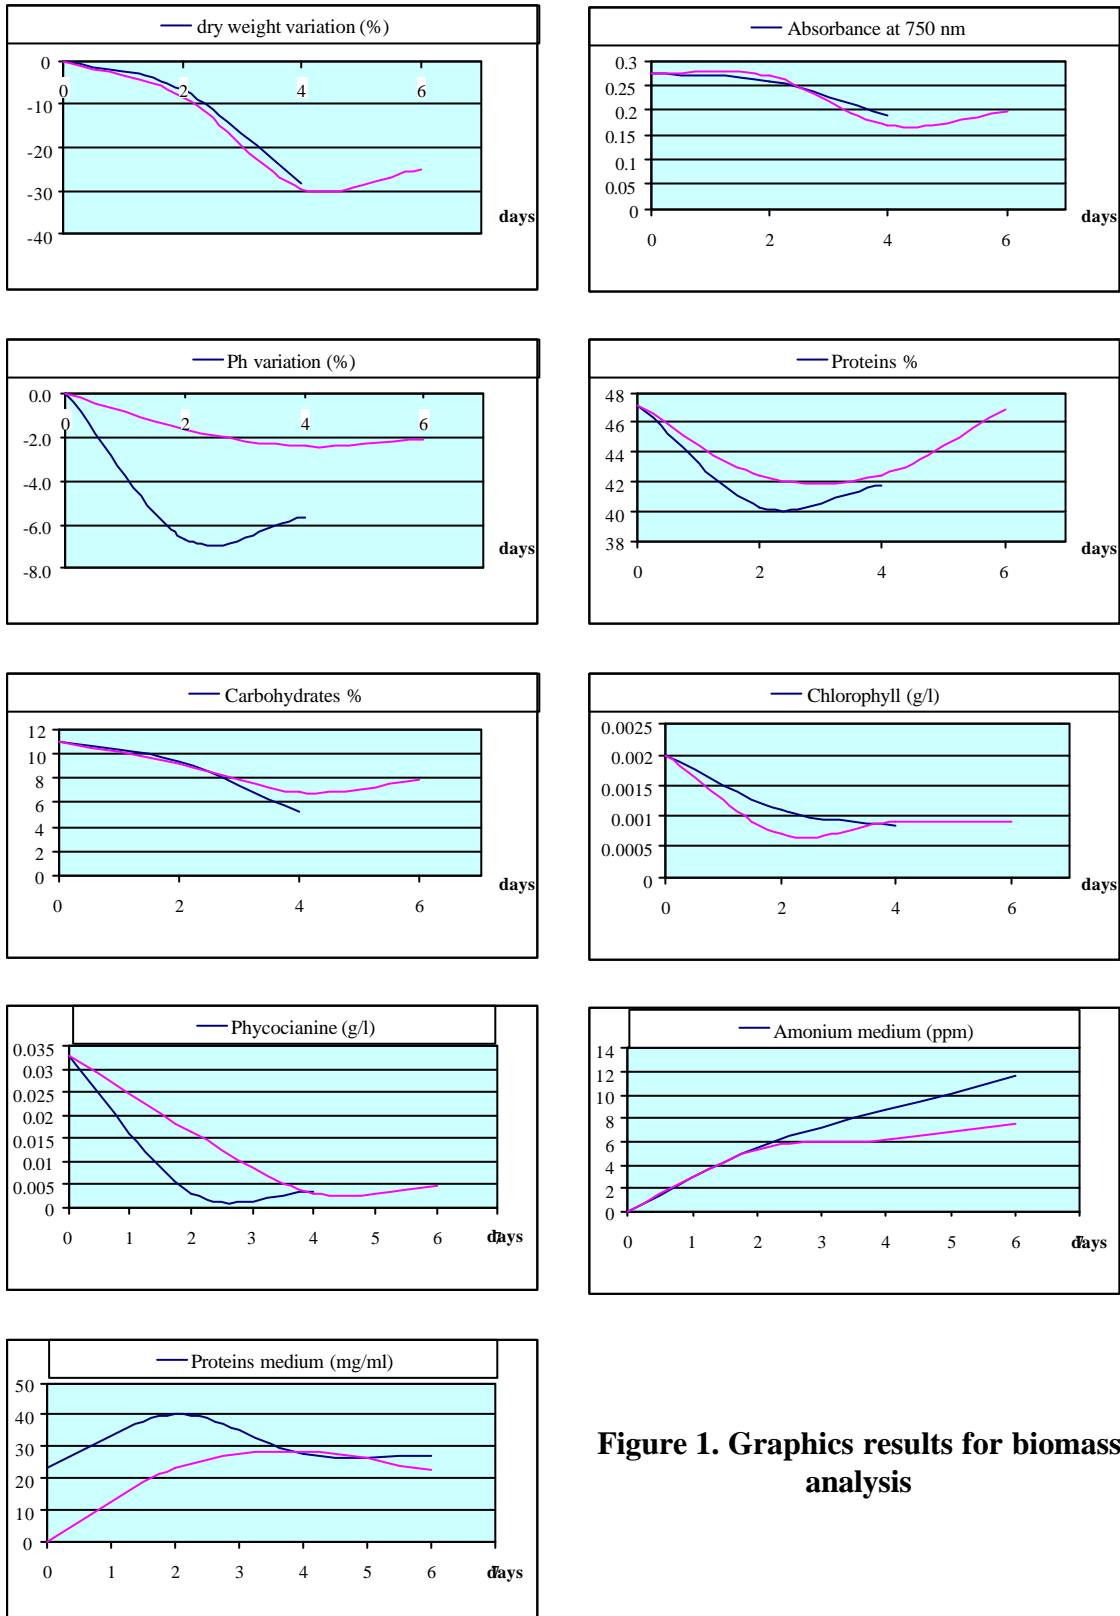 dry weight variation (%)
0
-10
-20
-30
-40
0 2 4 6
days
Absorbance at 750 nm
0.3
0.25
0.2
0.15
0.1
0.05
0
0 2 4 6
days
Ph variation (%)
0.0
-2.0
-4.0
-6.0
-8.0
0 2 4 6
days
Proteins %
48
46
44
42
40
38
0 2 4 6
days
Carbohydrates %
12
10
8
6
4
2
0
0 2 4 6
days
Chlorophyll (g/l)
0.0025
0.002
0.0015
0.001
0.0005
0
0 2 4 6
days
Phycocianine (g/l)
0.035
0.03
0.025
0.02
0.015
0.01
0.005
0
0 1 2 3 4 5 6 7
days
Amonium medium (ppm)
14
12
10
8
6
4
2
0
0 1 2 3 4 5 6 7
days
Proteins medium (mg/ml)
50
40
30
20
10
0
0 1 2 3 4 5 6 7
days
Figure 1. Graphics results for biomass
analysis